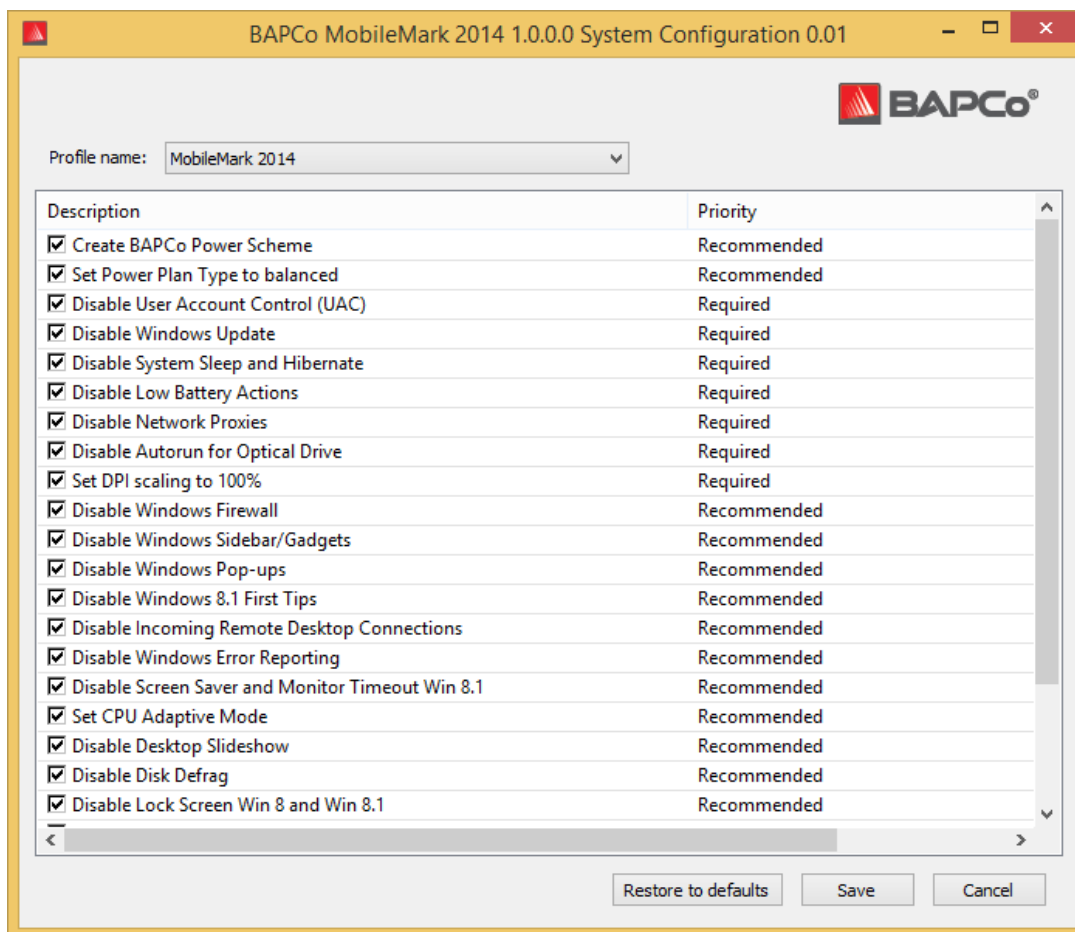 BAPCo MobileMark 2014 1.0.0.0 System Configuration 0.01
BAPCo®
Profile name: MobileMark 2014
Description Priority
Create BAPCo Power Scheme Recommended
Set Power Plan Type to balanced Recommended
Disable User Account Control (UAC) Required
Disable Windows Update Required
Disable System Sleep and Hibernate Required
Disable Low Battery Actions Required
Disable Network Proxies Required
Disable Autorun for Optical Drive Required
Set DPI scaling to 100% Required
Disable Windows Firewall Recommended
Disable Windows Sidebar/Gadgets Recommended
Disable Windows Pop-ups Recommended
Disable Windows 8.1 First Tips Recommended
Disable Incoming Remote Desktop Connections Recommended
Disable Windows Error Reporting Recommended
Disable Screen Saver and Monitor Timeout Win 8.1 Recommended
Set CPU Adaptive Mode Recommended
Disable Desktop Slideshow Recommended
Disable Disk Defrag Recommended
Disable Lock Screen Win 8 and Win 8.1 Recommended
Restore to defaults Save Cancel